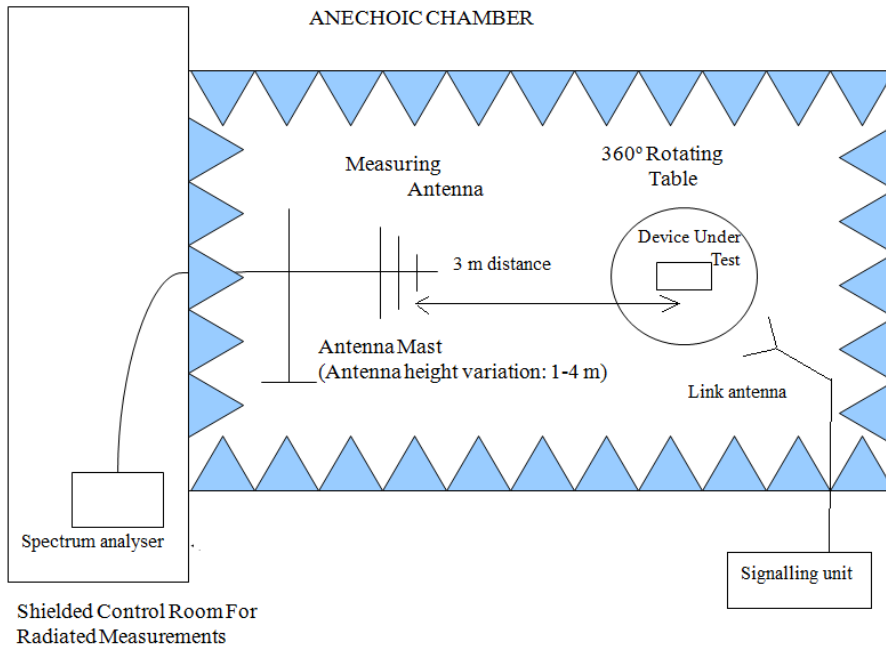 ANECHOIC CHAMBER
Measuring
Antenna
360º Rotating
Table
Device Under
Test
3 m distance
Antenna Mast
(Antenna height variation: 1-4 m)
Link antenna
Spectrum analyser
Signalling unit
Shielded Control Room For
Radiated Measurements